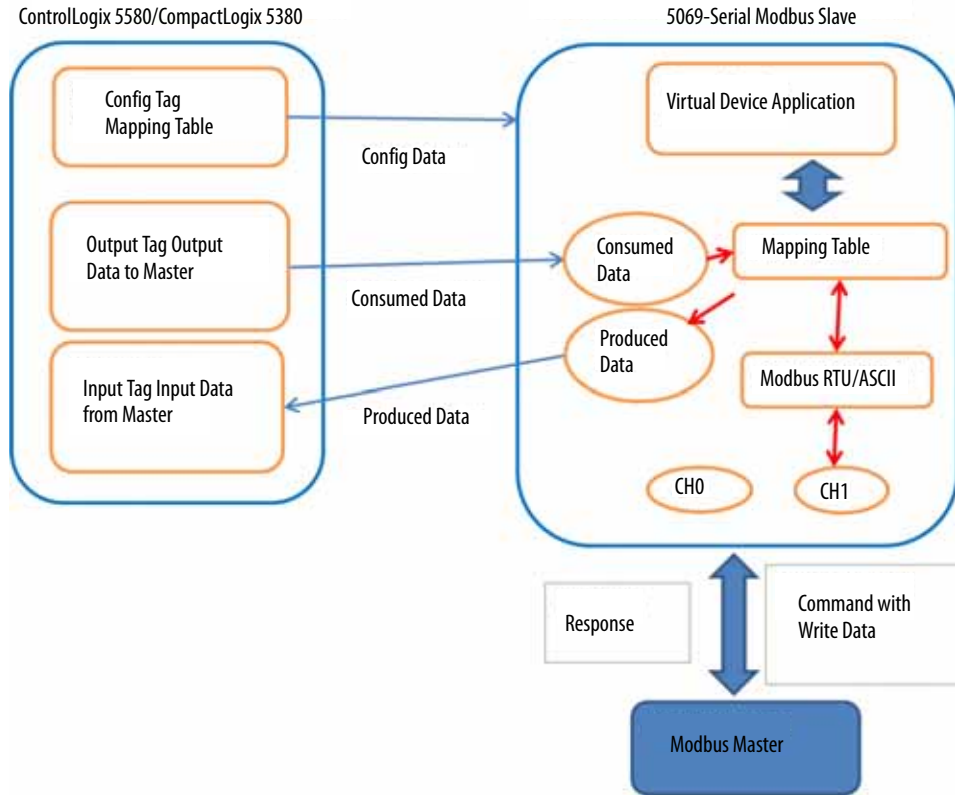 ControlLogix 5580/CompactLogix 5380
5069-Serial Modbus Slave
Config Tag
Mapping Table
Config Data
Virtual Device Application
Output Tag Output
Data to Master
Consumed Data
Consumed
Data
Mapping Table
Input Tag Input Data
from Master
Produced Data
Produced
Data
Modbus RTU/ASCII
CH0
CH1
Response
Command with
Write Data
Modbus Master